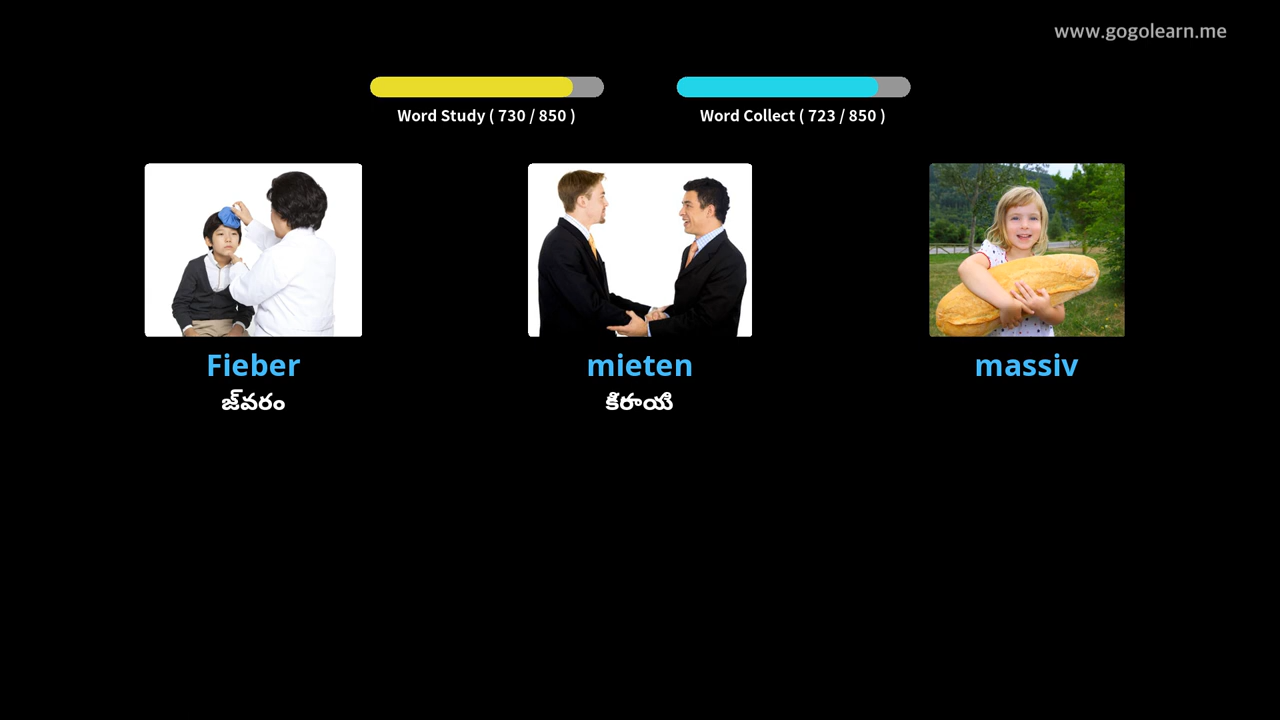 www.gogolearn.me
Word Study ( 730 / 850 )
Word Collect ( 723 / 850 )
Fieber
mieten
massiv
జ్వరం
కిరాయి